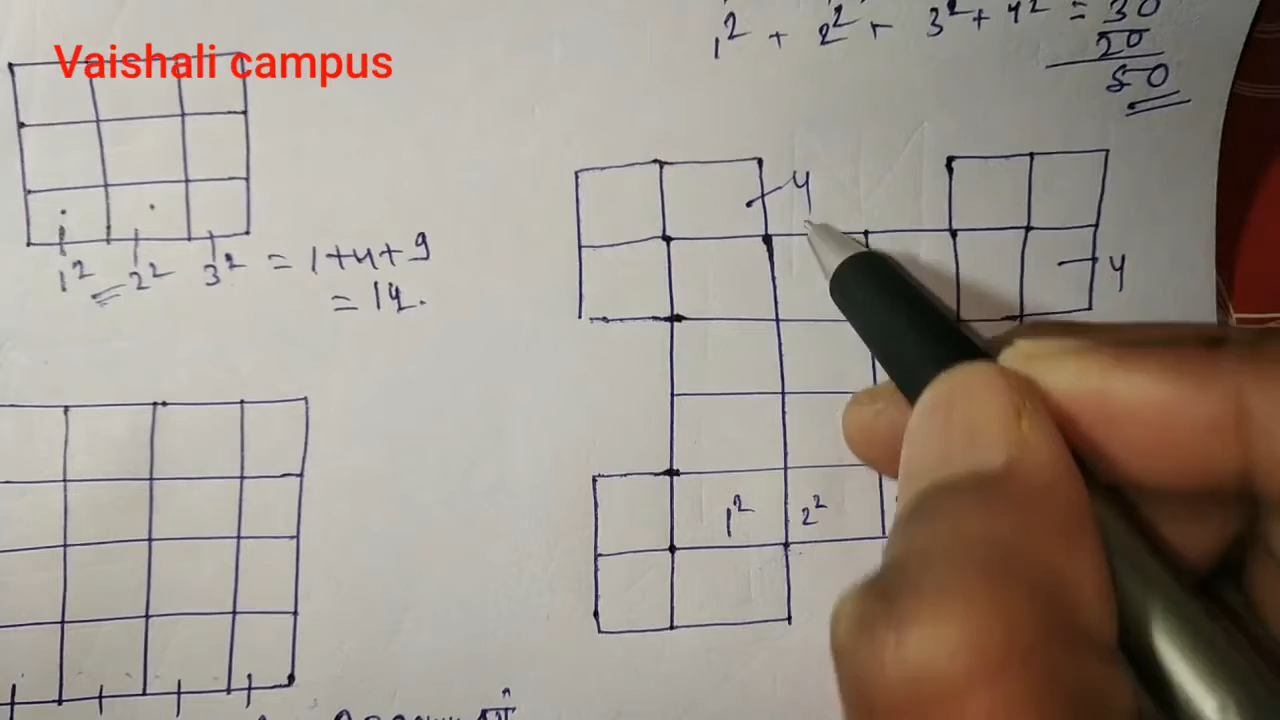 Vaishali campus
1² + 2² + 3² + 4² = 30
20
50
1² 2² 3² = 1+4+9
= 14.
4
4
1² 2²